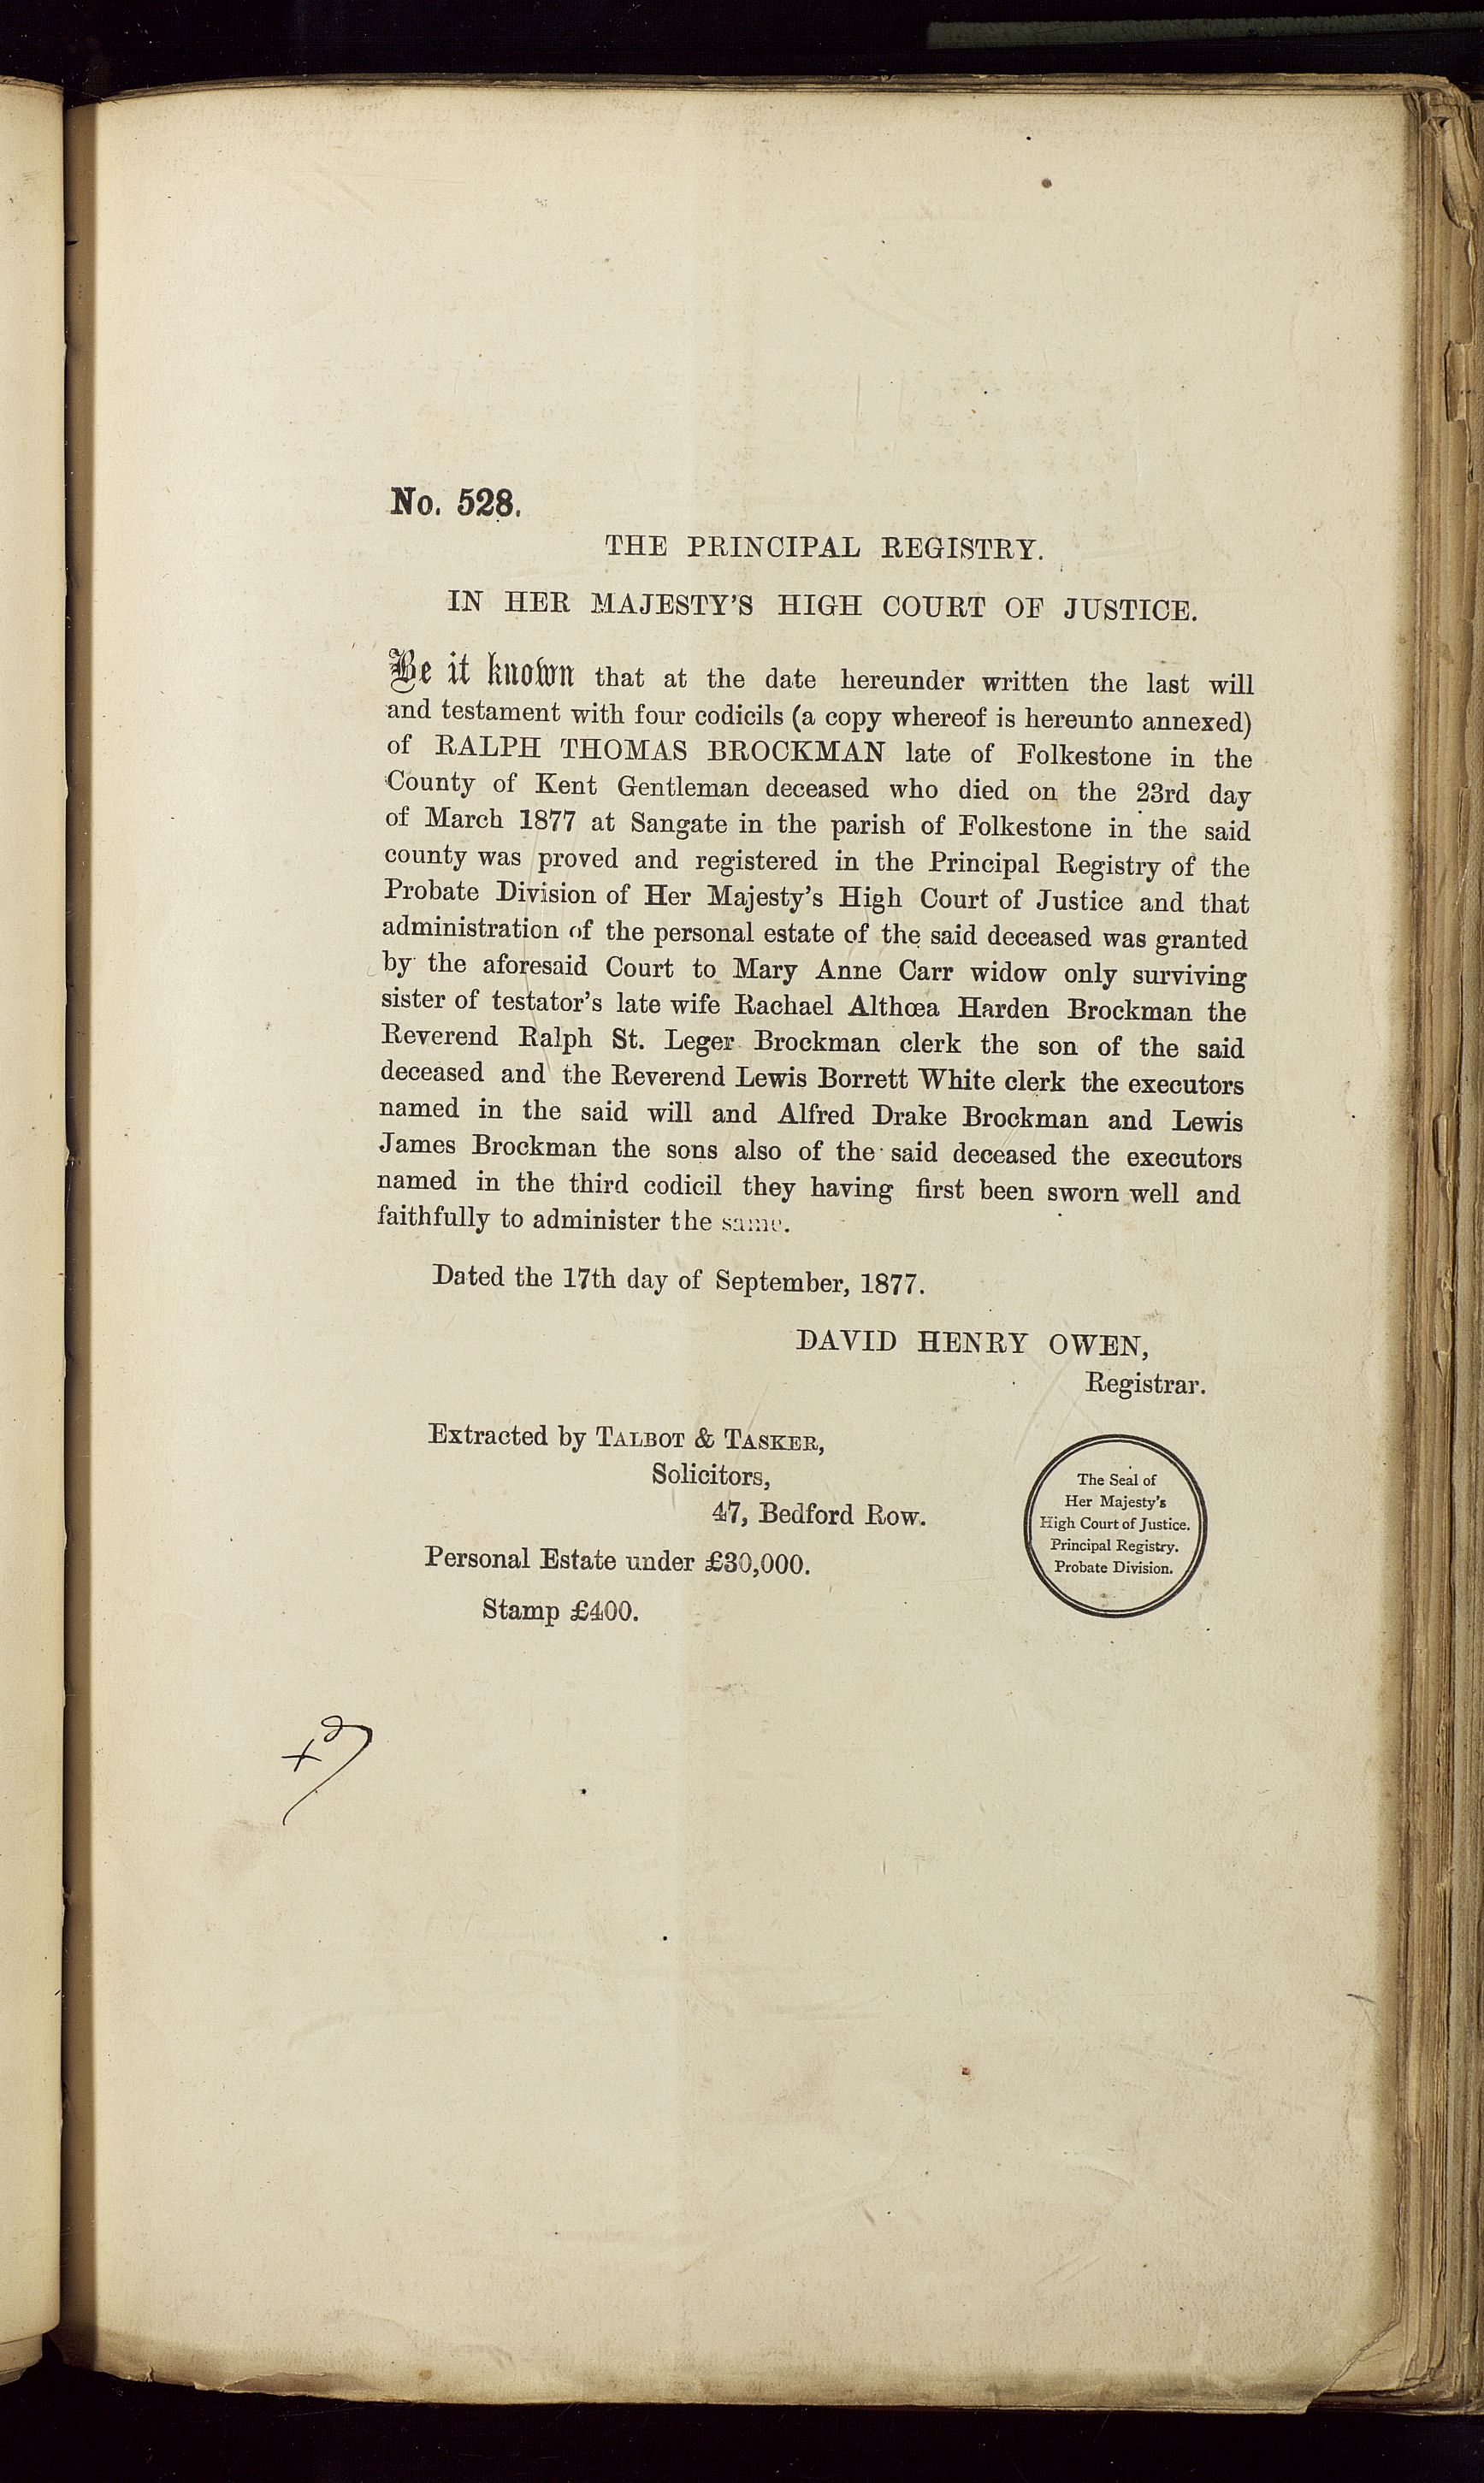 No. 528.
THE PRINCIPAL REGISTRY.
IN HER MAJESTY'S HIGH COURT OF JUSTICE.
Be it known that at the date hereunder written the last will
and testament with four codicils (a copy whereof is hereunto annexed)
of RALPH THOMAS BROCKMAN late of Folkestone in the
County of Kent Gentleman deceased who died on the 23rd day
of March 1877 at Sangate in the parish of Folkestone in the said
county was proved and registered in the Principal Registry of the
Probate Division of Her Majesty's High Court of Justice and that
administration of the personal estate of the said deceased was granted
by the aforesaid Court to Mary Anne Carr widow only surviving
sister of testator's late wife Rachael Althœa Harden Brockman the
Reverend Ralph St. Leger Brockman clerk the son of the said
deceased and the Reverend Lewis Borrett White clerk the executors
named in the said will and Alfred Drake Brockman and Lewis
James Brockman the sons also of the said deceased the executors
named in the third codicil they having first been sworn well and
faithfully to administer the same.
Dated the 17th day of September, 1877.
DAVID HENRY OWEN,
Registrar.
Extracted by TALBOT & TASKER,
Solicitors,
47, Bedford Row.
Personal Estate under £30,000.
Stamp £400.
The Seal of
Her Majesty's
High Court of Justice.
Principal Registry.
Probate Division.